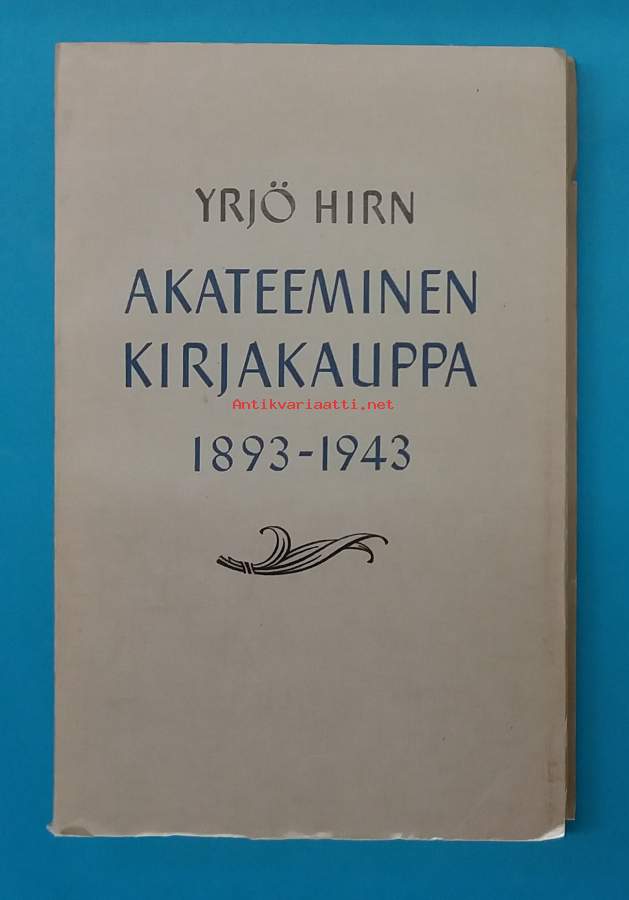 YRJÖ HIRN
AKATEEMINEN
KIRJAKAUPPA
Antikvariaatti.net
1893-1943